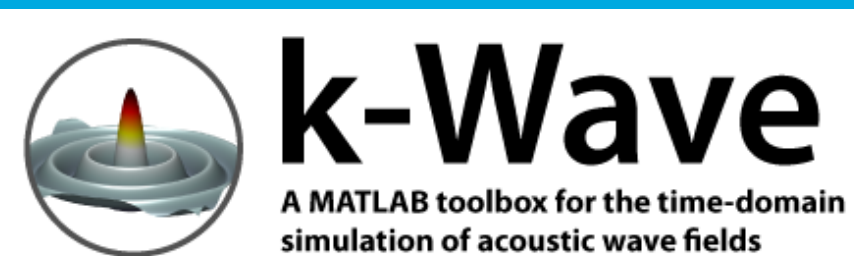 k-Wave
A MATLAB toolbox for the time-domain
simulation of acoustic wave fields